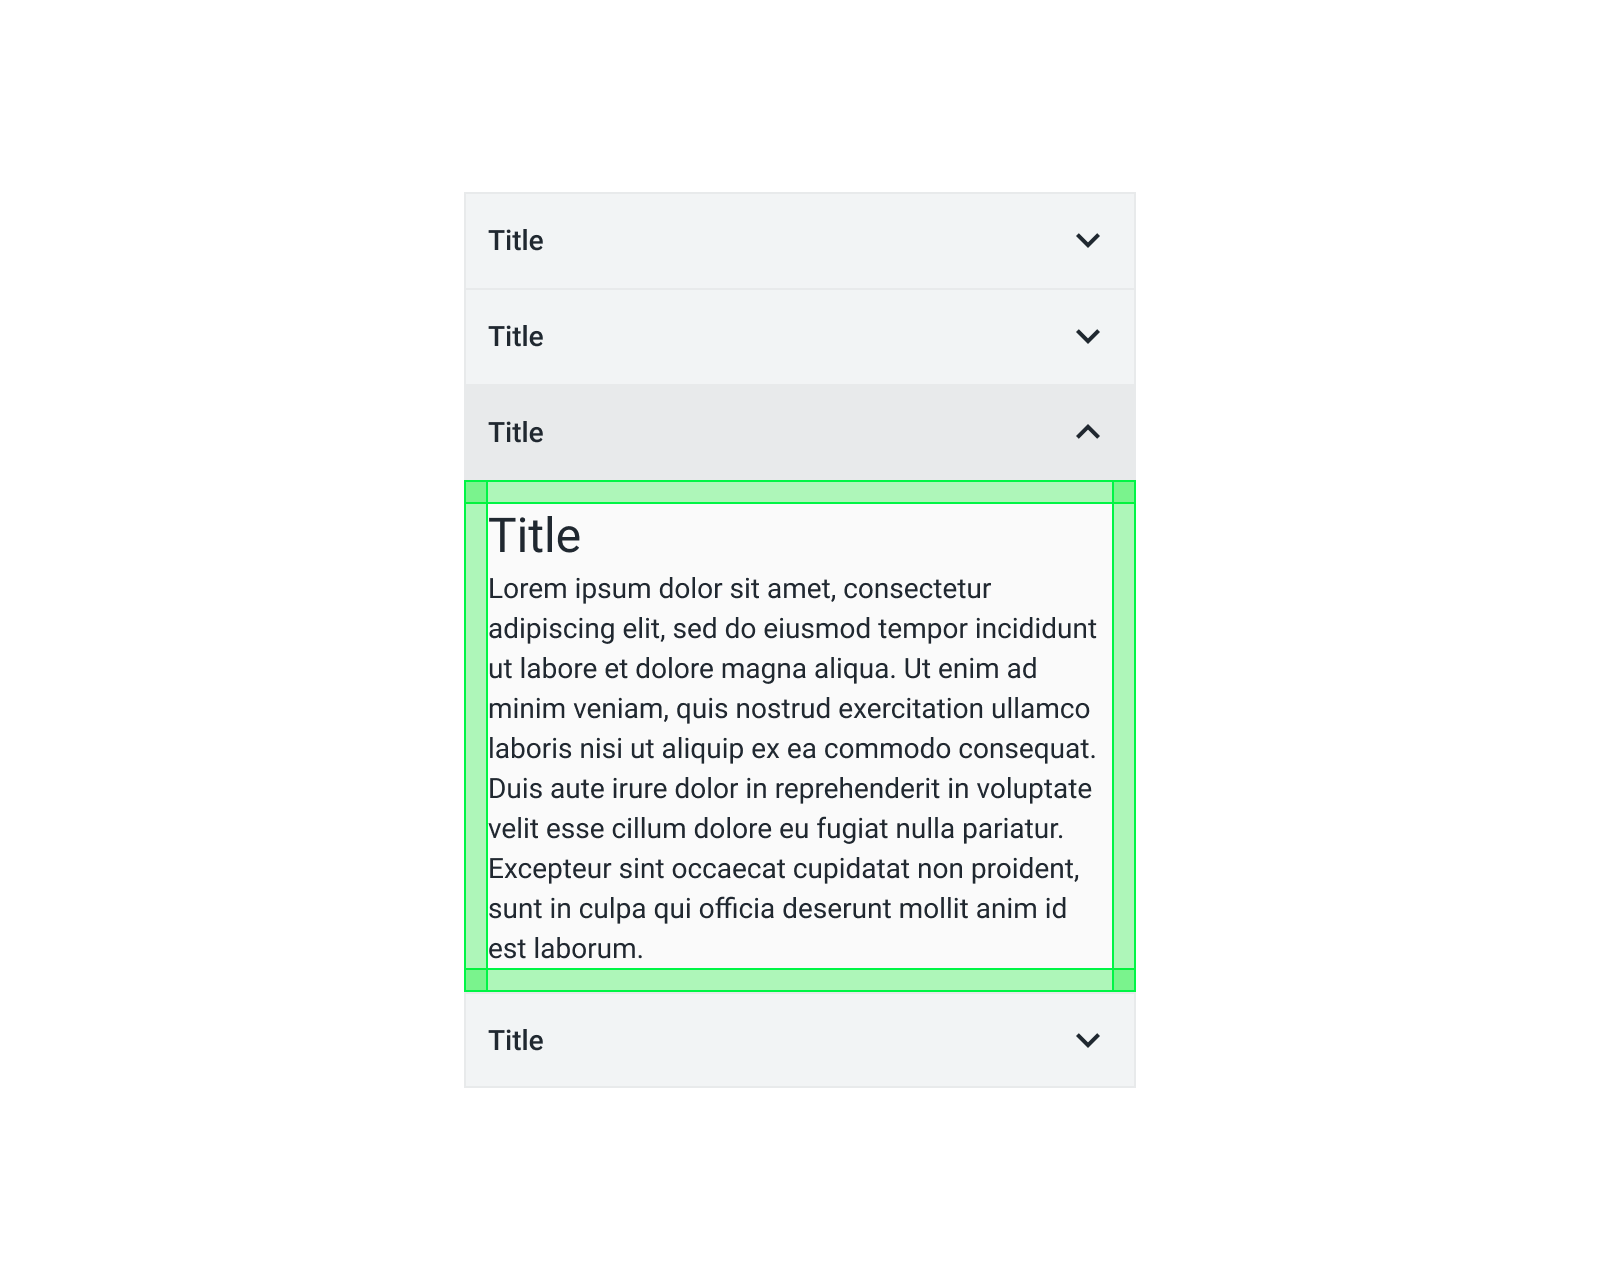 Title
Title
Title
Title
Lorem ipsum dolor sit amet, consectetur
adipiscing elit, sed do eiusmod tempor incididunt
ut labore et dolore magna aliqua. Ut enim ad
minim veniam, quis nostrud exercitation ullamco
laboris nisi ut aliquip ex ea commodo consequat.
Duis aute irure dolor in reprehenderit in voluptate
velit esse cillum dolore eu fugiat nulla pariatur.
Excepteur sint occaecat cupidatat non proident,
sunt in culpa qui officia deserunt mollit anim id
est laborum.
Title